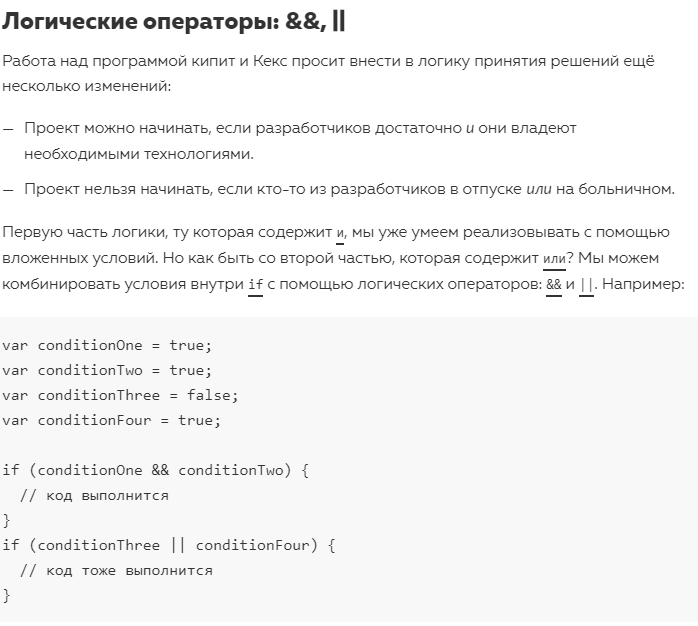 Логические операторы: &&, ||
Работа над программой кипит и Кекс просит внести в логику принятия решений ещё
несколько изменений:
— Проект можно начинать, если разработчиков достаточно и они владеют
необходимыми технологиями.
— Проект нельзя начинать, если кто-то из разработчиков в отпуске или на больничном.
Первую часть логики, ту которая содержит и, мы уже умеем реализовывать с помощью
вложенных условий. Но как быть со второй частью, которая содержит или? Мы можем
комбинировать условия внутри if с помощью логических операторов: && и ||. Например:
var conditionOne = true;
var conditionTwo = true;
var conditionThree = false;
var conditionFour = true;
if (conditionOne && conditionTwo) {
  // код выполнится
}
if (conditionThree || conditionFour) {
  // код тоже выполнится
}